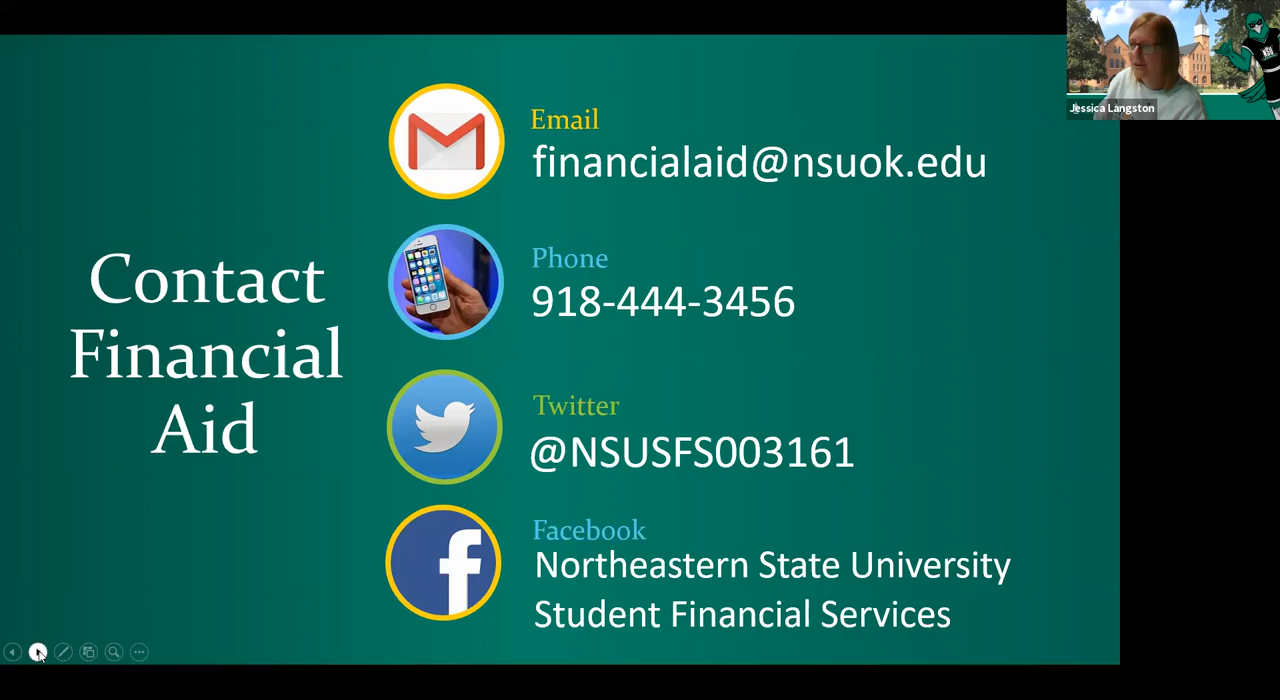 Contact
Financial
Aid
Email
financialaid@nsuok.edu
Phone
918-444-3456
Twitter
@NSUSFS003161
Facebook
Northeastern State University
Student Financial Services
Jessica Langston
NSU